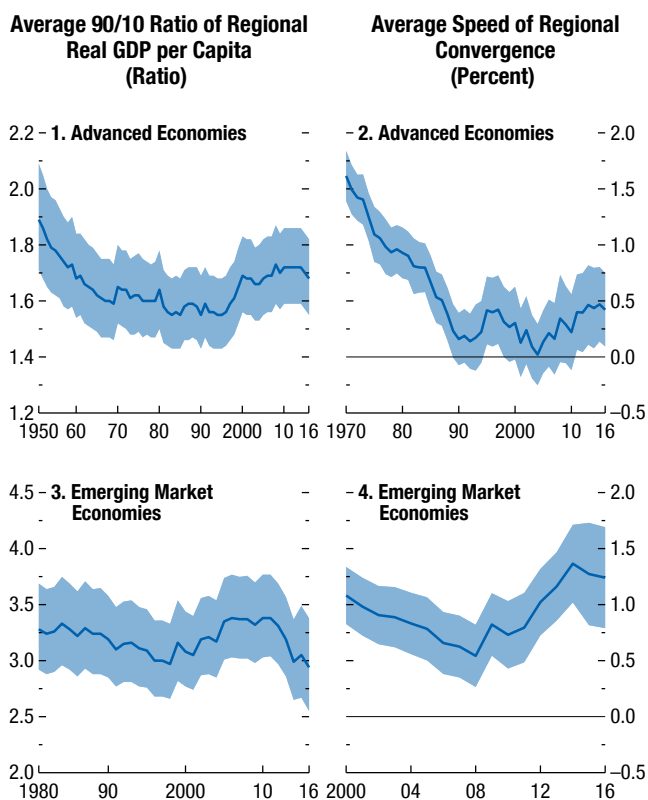 Average 90/10 Ratio of Regional
Real GDP per Capita
(Ratio)
Average Speed of Regional
Convergence
(Percent)
2.2
1. Advanced Economies
2.0
1.8
1.6
1.4
1.2
1950 60 70 80 90 2000 10 16
2. Advanced Economies
2.0
1.5
1.0
0.5
0.0
–0.5
1970 80 90 2000 10 16
4.5
3. Emerging Market
Economies
4.0
3.5
3.0
2.5
2.0
1980 90 2000 10 16
4. Emerging Market
Economies
2.0
1.5
1.0
0.5
0.0
–0.5
2000 04 08 12 16